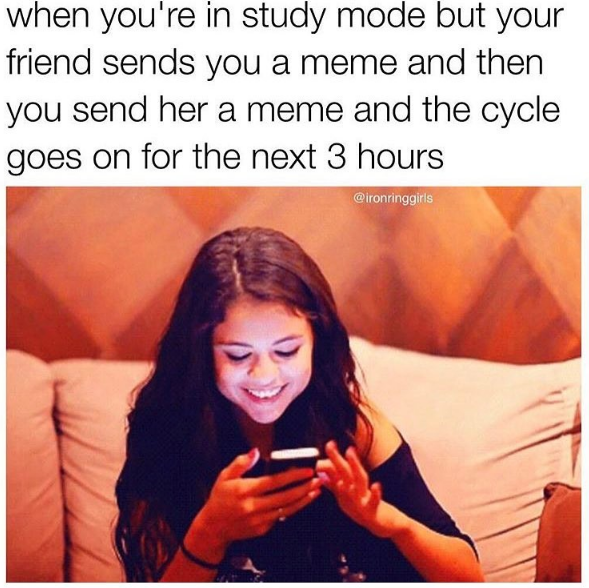 when you're in study mode but your
friend sends you a meme and then
you send her a meme and the cycle
goes on for the next 3 hours
@ironringgirls